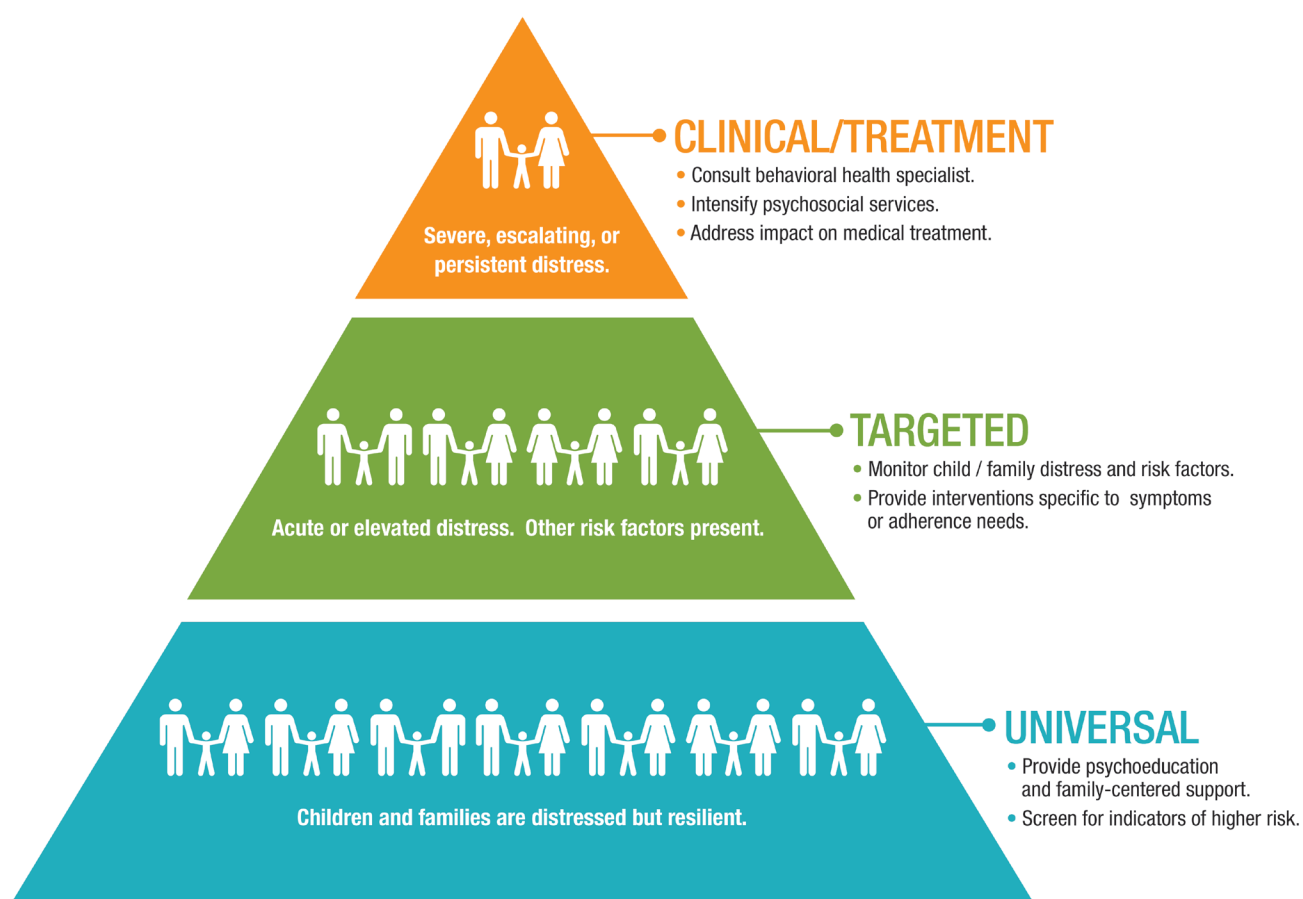 CLINICAL/TREATMENT
• Consult behavioral health specialist.
• Intensify psychosocial services.
• Address impact on medical treatment.
Severe, escalating, or
persistent distress.
TARGETED
• Monitor child / family distress and risk factors.
• Provide interventions specific to  symptoms
or adherence needs.
Acute or elevated distress.  Other risk factors present.
UNIVERSAL
• Provide psychoeducation
and family-centered support.
• Screen for indicators of higher risk.
Children and families are distressed but resilient.